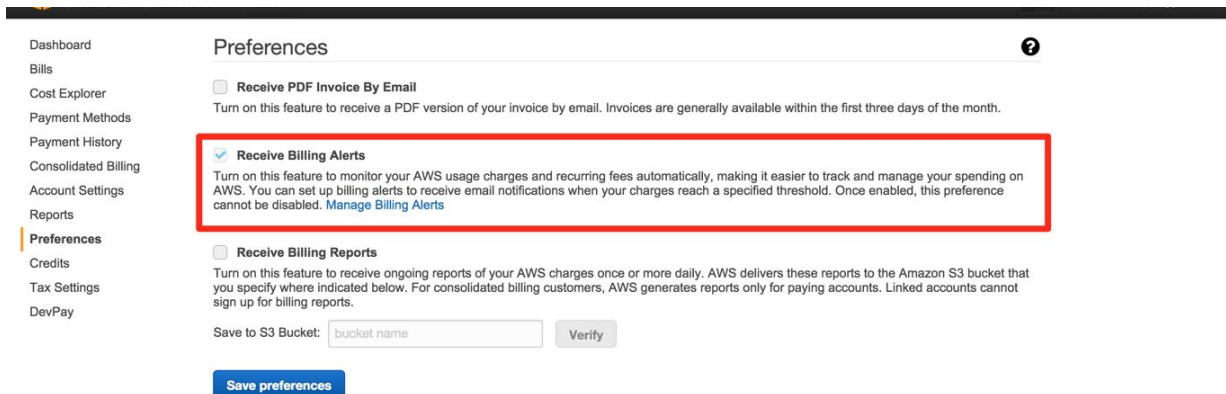 Dashboard
Bills
Cost Explorer
Payment Methods
Payment History
Consolidated Billing
Account Settings
Reports
Preferences
Credits
Tax Settings
DevPay
Preferences
?
Receive PDF Invoice By Email
Turn on this feature to receive a PDF version of your invoice by email. Invoices are generally available within the first three days of the month.
Receive Billing Alerts
Turn on this feature to monitor your AWS usage charges and recurring fees automatically, making it easier to track and manage your spending on
AWS. You can set up billing alerts to receive email notifications when your charges reach a specified threshold. Once enabled, this preference
cannot be disabled. Manage Billing Alerts
Receive Billing Reports
Turn on this feature to receive ongoing reports of your AWS charges once or more daily. AWS delivers these reports to the Amazon S3 bucket that
you specify where indicated below. For consolidated billing customers, AWS generates reports only for paying accounts. Linked accounts cannot
sign up for billing reports.
Save to S3 Bucket: bucket name Verify
Save preferences